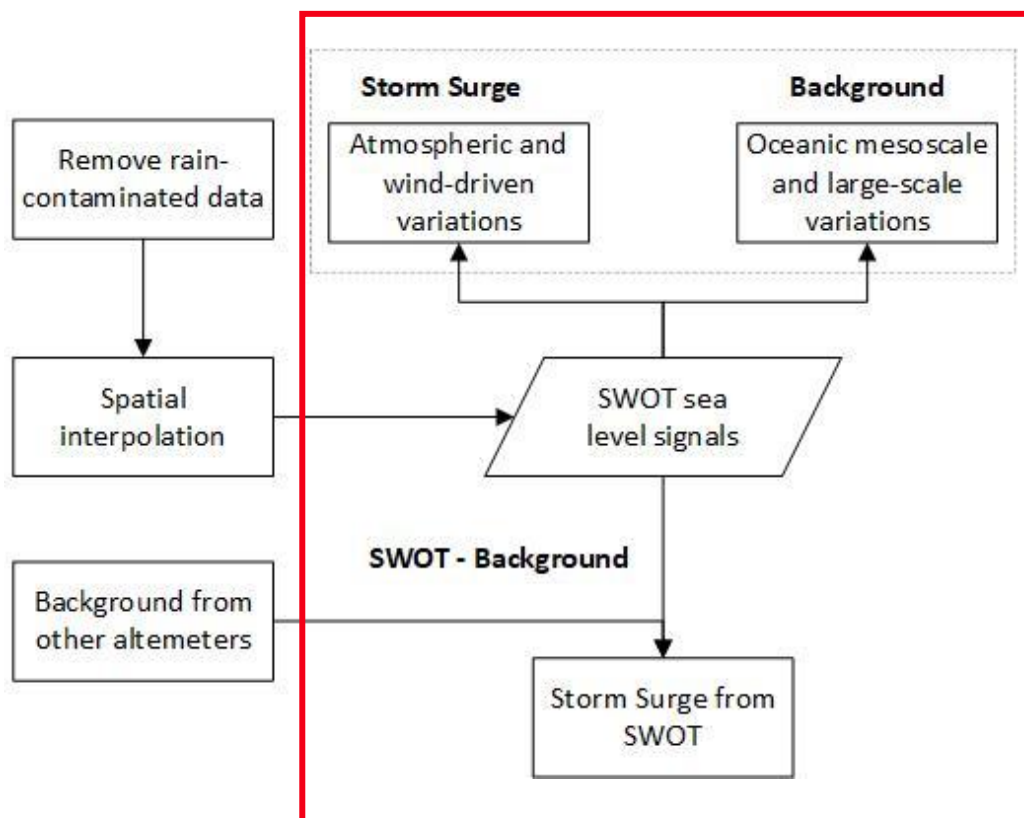 Storm Surge
Background
Remove rain-
contaminated data
Atmospheric and
wind-driven
variations
Oceanic mesoscale
and large-scale
variations
Spatial
interpolation
SWOT sea
level signals
SWOT - Background
Background from
other altemeters
Storm Surge from
SWOT